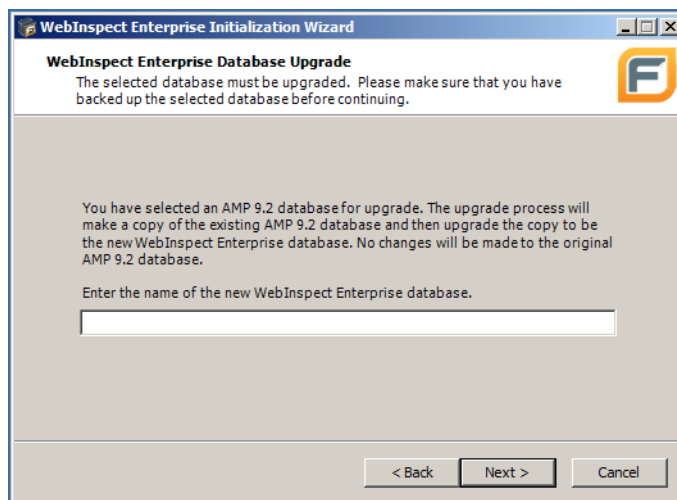 WebInspect Enterprise Initialization Wizard
WebInspect Enterprise Database Upgrade
The selected database must be upgraded. Please make sure that you have
backed up the selected database before continuing.
You have selected an AMP 9.2 database for upgrade. The upgrade process will
make a copy of the existing AMP 9.2 database and then upgrade the copy to be
the new WebInspect Enterprise database. No changes will be made to the original
AMP 9.2 database.
Enter the name of the new WebInspect Enterprise database.
< Back Next > Cancel